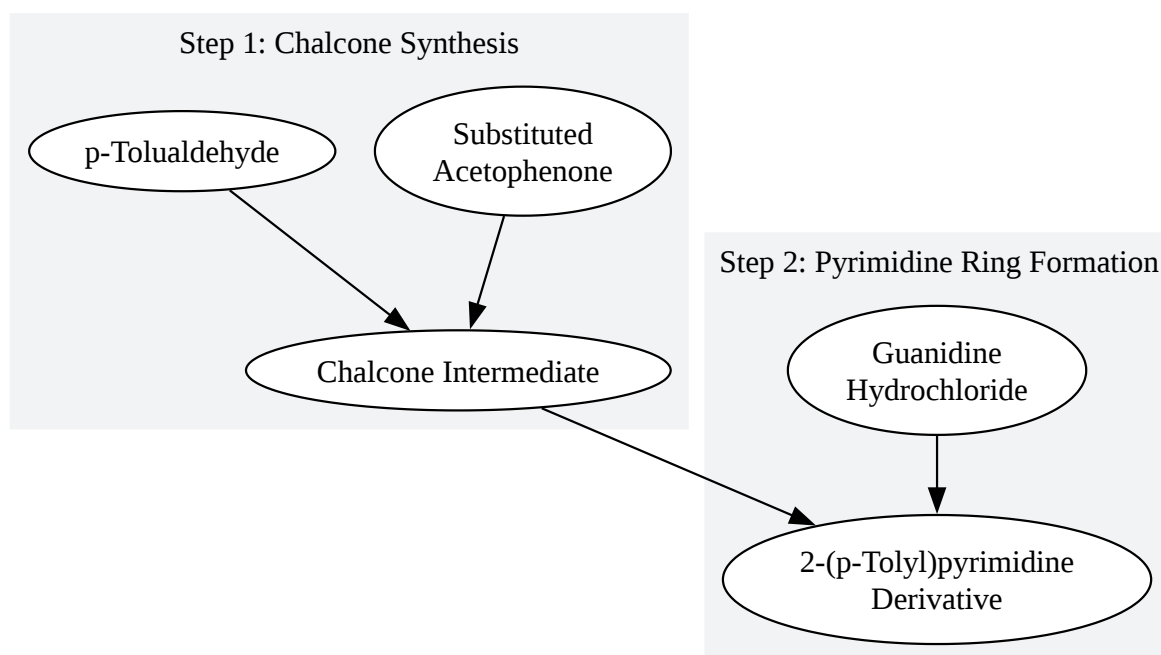 Step 1: Chalcone Synthesis
p-Tolualdehyde
Substituted
Acetophenone
Chalcone Intermediate
Step 2: Pyrimidine Ring Formation
Guanidine
Hydrochloride
2-(p-Tolyl)pyrimidine
Derivative